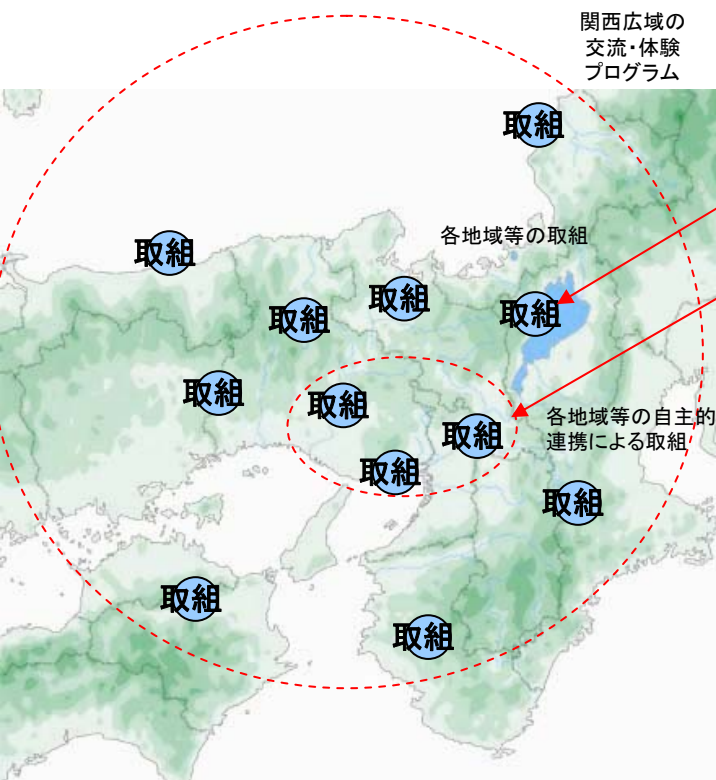 関西広域の
交流・体験
プログラム
取組
各地域等の取組
取組
取組
取組
取組
取組
取組
各地域等の自主的
連携による取組
取組
取組
取組
取組
取組